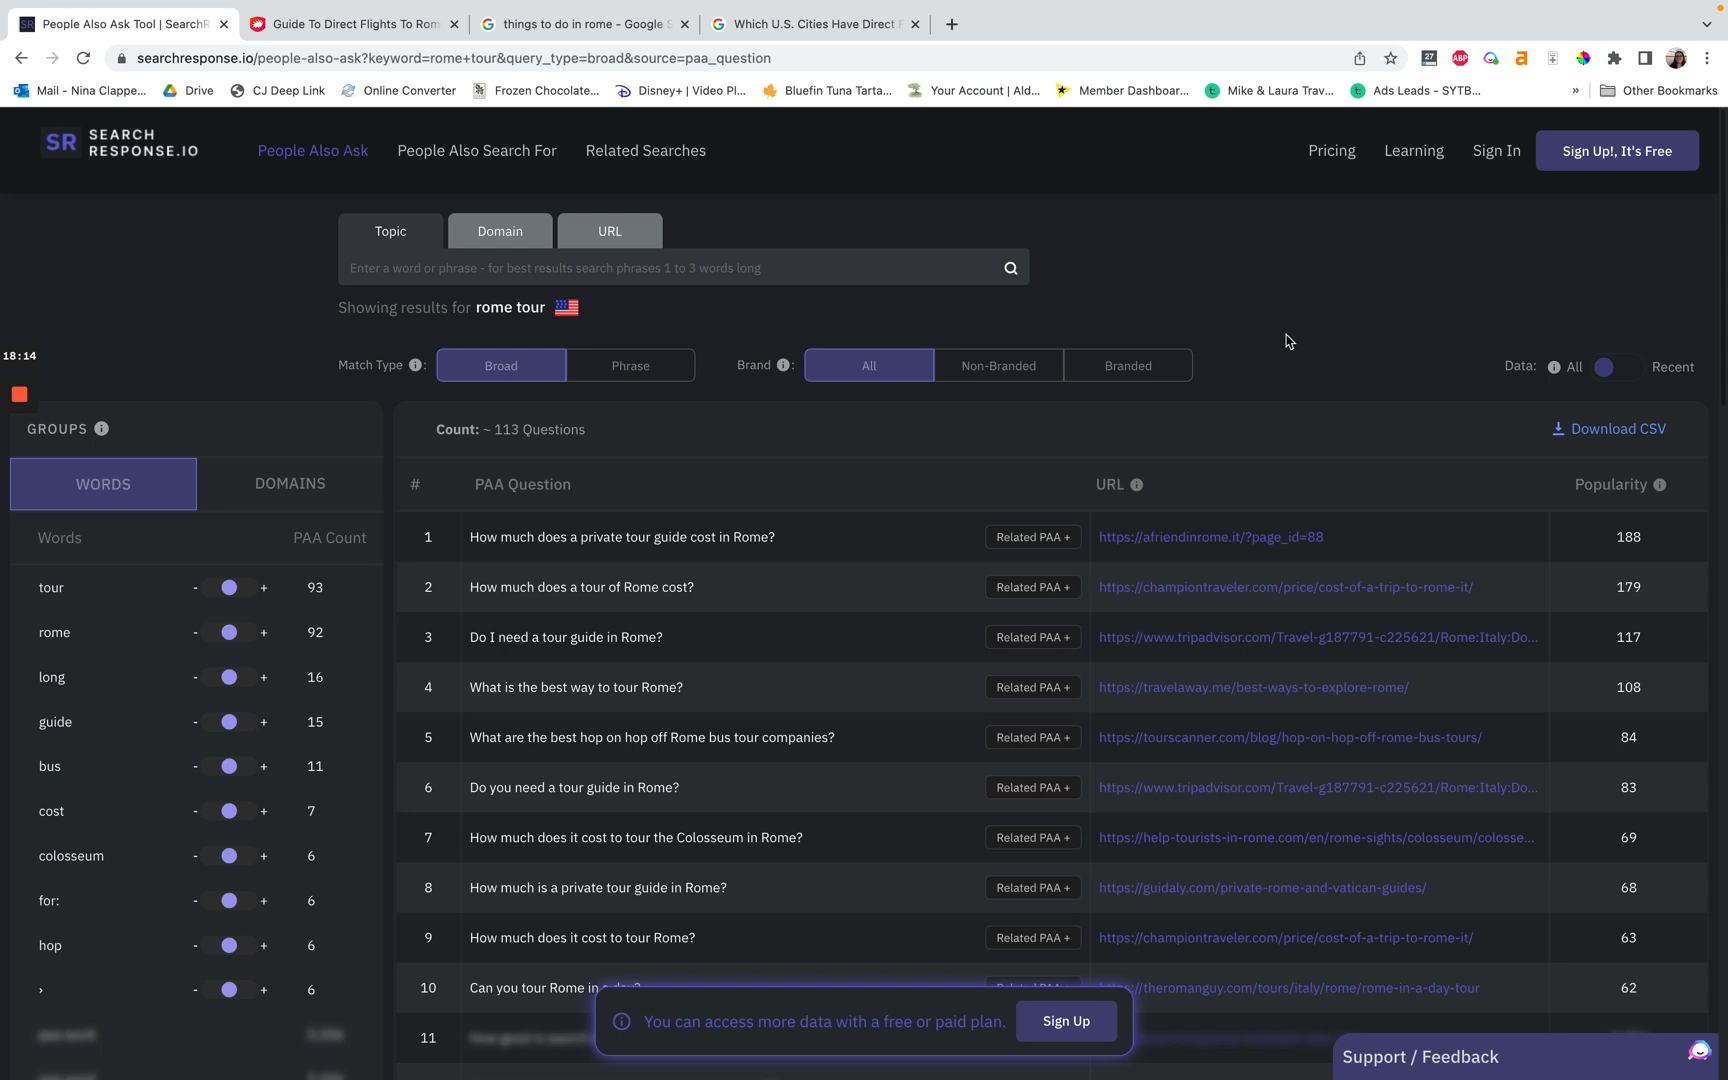 People Also Ask Tool | SearchR
Guide To Direct Flights To Rom
things to do in rome - Google S
Which U.S. Cities Have Direct F
searchresponse.io/people-also-ask?keyword=rome+tour&query_type=broad&source=paa_question
27
ABP
Mail - Nina Clappe...
Drive
CJ Deep Link
Online Converter
Frozen Chocolate...
Disney+ | Video Pl...
Bluefin Tuna Tarta...
Your Account | Ald...
Member Dashboar...
Mike & Laura Trav...
Ads Leads - SYTB...
»
Other Bookmarks
SR SEARCH
RESPONSE.IO
People Also Ask
People Also Search For
Related Searches
Pricing
Learning
Sign In
Sign Up!, It's Free
Topic
Domain
URL
Enter a word or phrase - for best results search phrases 1 to 3 words long
Showing results for rome tour
18:14
Match Type :
Broad
Phrase
Brand :
All
Non-Branded
Branded
Data: All Recent
GROUPS
Count: ~ 113 Questions
Download CSV
WORDS
DOMAINS
# PAA Question URL Popularity
Words PAA Count
tour - + 93
rome - + 92
long - + 16
guide - + 15
bus - + 11
cost - + 7
colosseum - + 6
for: - + 6
hop - + 6
› - + 6
1 How much does a private tour guide cost in Rome? Related PAA + https://afriendinrome.it/?page_id=88 188
2 How much does a tour of Rome cost? Related PAA + https://championtraveler.com/price/cost-of-a-trip-to-rome-it/ 179
3 Do I need a tour guide in Rome? Related PAA + https://www.tripadvisor.com/Travel-g187791-c225621/Rome:Italy:Do... 117
4 What is the best way to tour Rome? Related PAA + https://travelaway.me/best-ways-to-explore-rome/ 108
5 What are the best hop on hop off Rome bus tour companies? Related PAA + https://tourscanner.com/blog/hop-on-hop-off-rome-bus-tours/ 84
6 Do you need a tour guide in Rome? Related PAA + https://www.tripadvisor.com/Travel-g187791-c225621/Rome:Italy:Do... 83
7 How much does it cost to tour the Colosseum in Rome? Related PAA + https://help-tourists-in-rome.com/en/rome-sights/colosseum/colosse... 69
8 How much is a private tour guide in Rome? Related PAA + https://guidaly.com/private-rome-and-vatican-guides/ 68
9 How much does it cost to tour Rome? Related PAA + https://championtraveler.com/price/cost-of-a-trip-to-rome-it/ 63
10 Can you tour Rome in a day? Related PAA + https://theromanguy.com/tours/italy/rome/rome-in-a-day-tour 62
11
You can access more data with a free or paid plan.
Sign Up
Support / Feedback